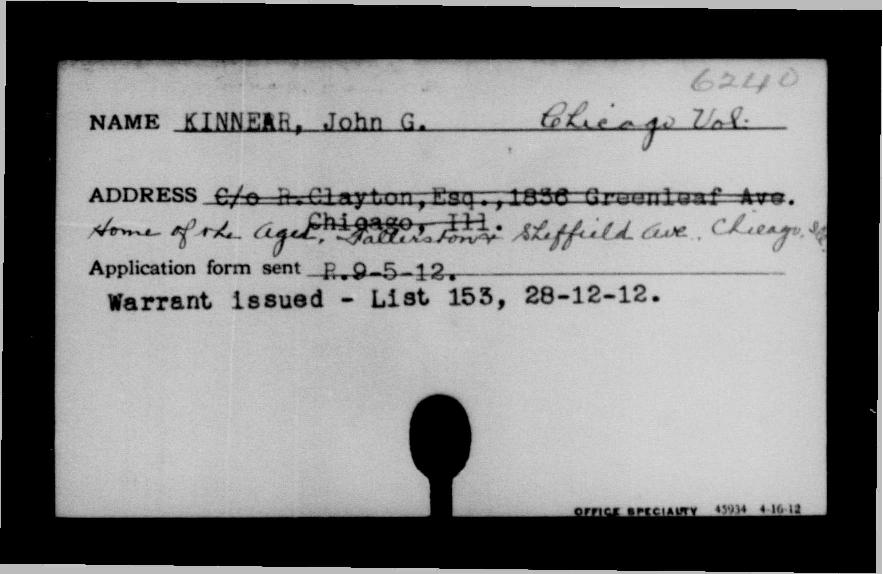 6240
NAME KINNEAR, John G. Chicago Vol.
ADDRESS C/o R.Clayton,Esq.,1836 Greenleaf Ave.
Chicago, Ill.
Home of the Aged, Fullerton & Sheffield Ave. Chicago,
Application form sent R.9-5-12.
Warrant issued - List 153, 28-12-12.
OFFICE SPECIALTY 45934 4-16-12